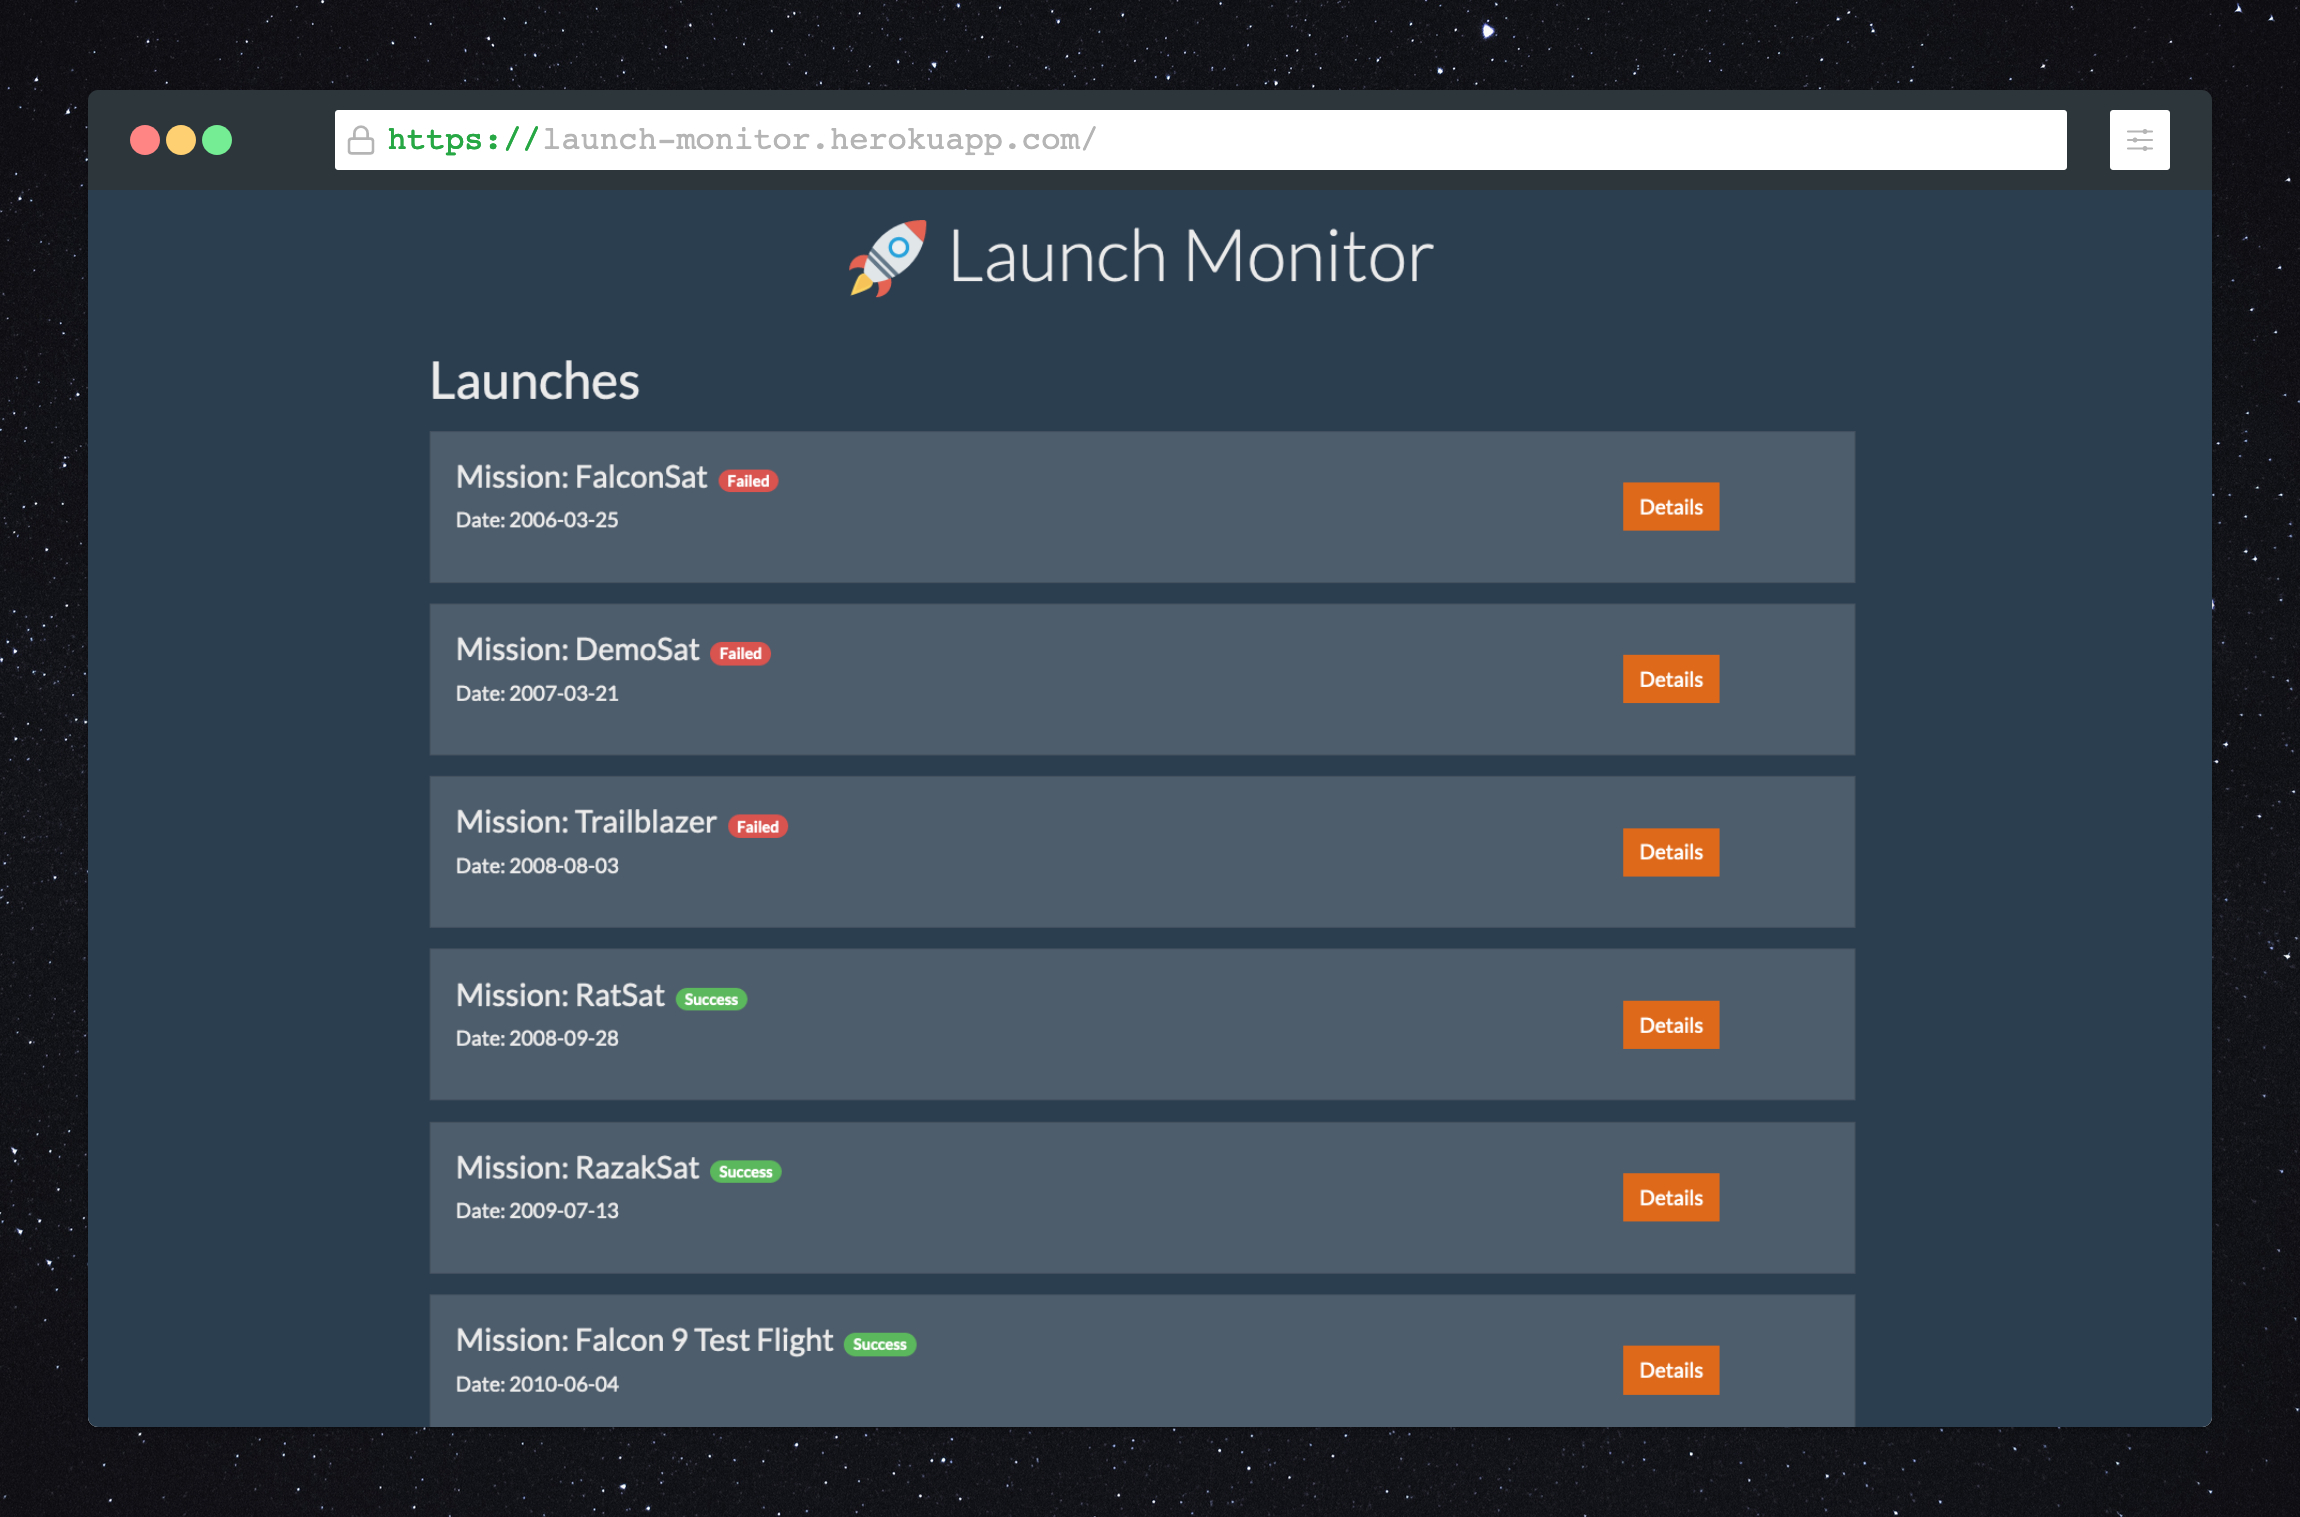 https://launch-monitor.herokuapp.com/
Launch Monitor
Launches
Mission: FalconSat Failed
Date: 2006-03-25
Details
Mission: DemoSat Failed
Date: 2007-03-21
Details
Mission: Trailblazer Failed
Date: 2008-08-03
Details
Mission: RatSat Success
Date: 2008-09-28
Details
Mission: RazakSat Success
Date: 2009-07-13
Details
Mission: Falcon 9 Test Flight Success
Date: 2010-06-04
Details